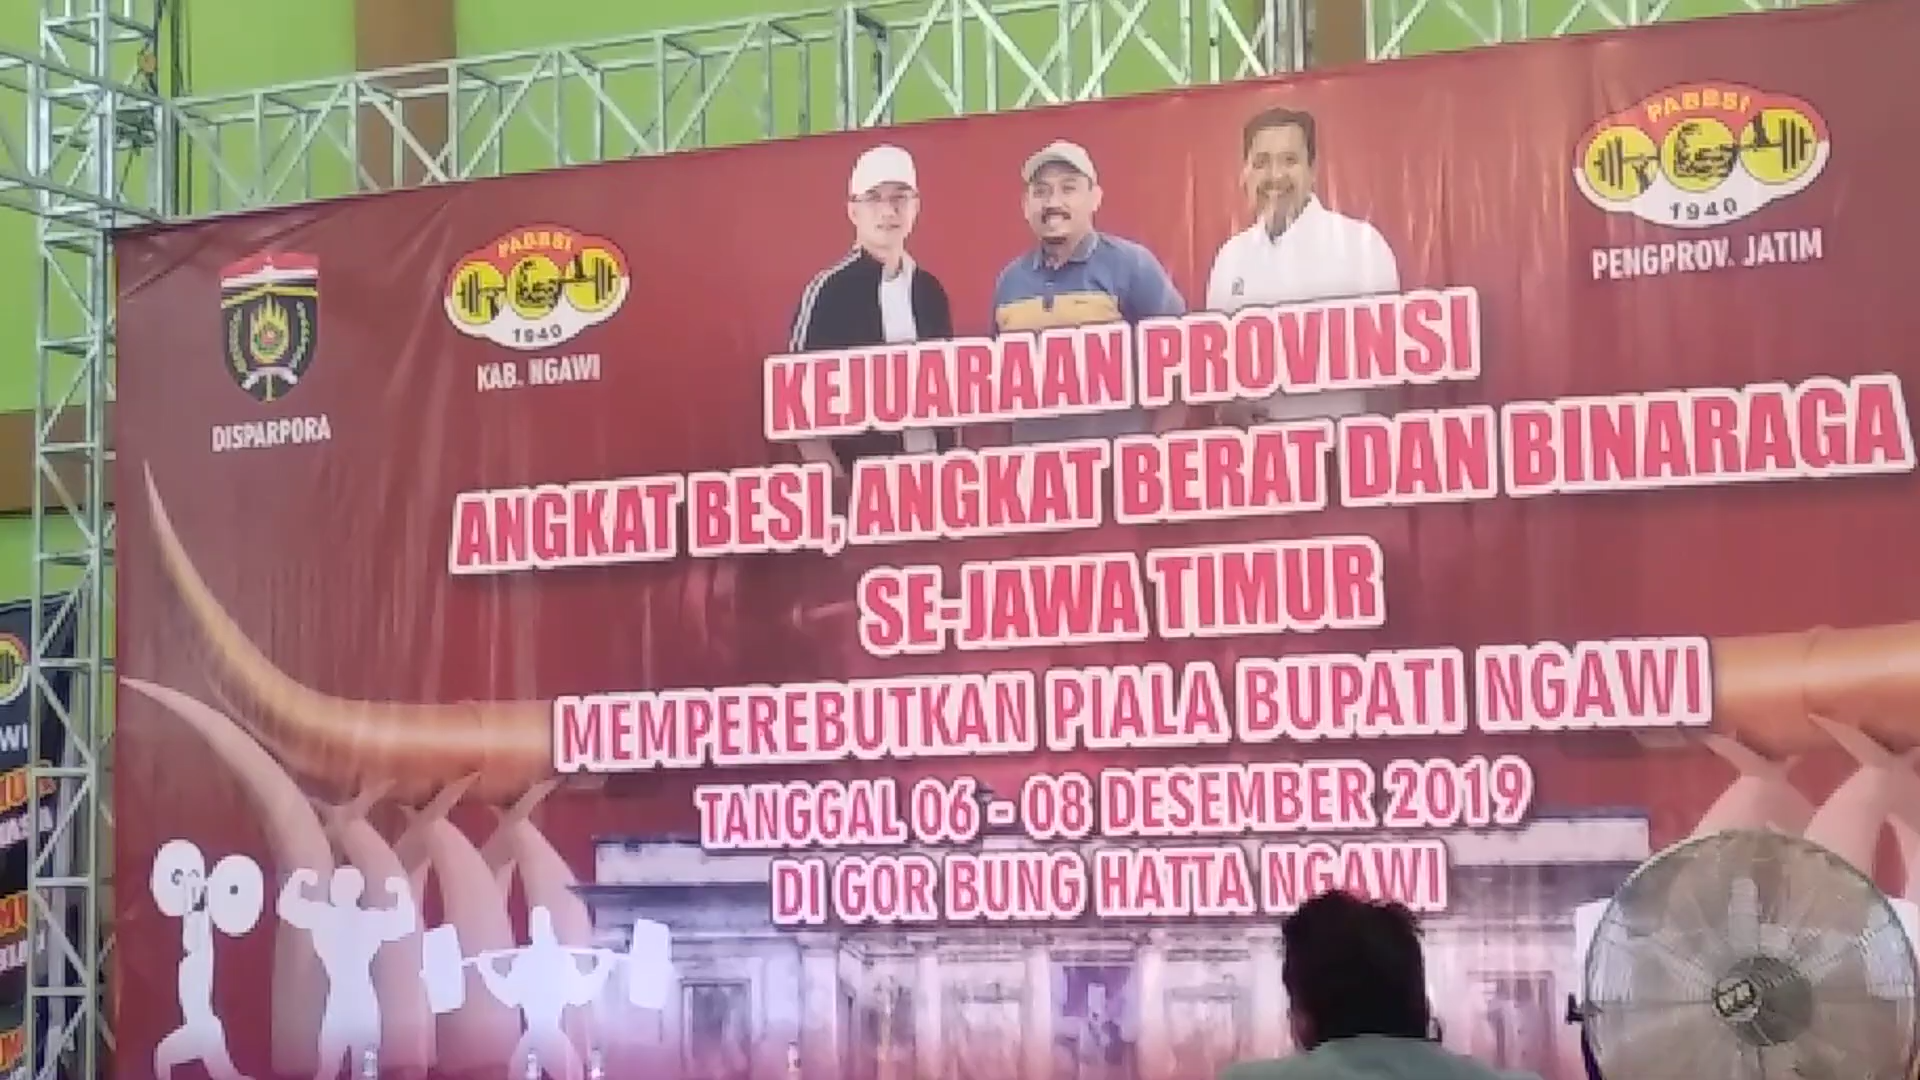 PABBSI
1940
PENGPROV. JATIM
PABBSI
1940
KAB. NGAWI
DISPARPORA
KEJUARAAN PROVINSI
ANGKAT BESI, ANGKAT BERAT DAN BINARAGA
SE-JAWA TIMUR
MEMPEREBUTKAN PIALA BUPATI NGAWI
TANGGAL 06 - 08 DESEMBER 2019
DI GOR BUNG HATTA NGAWI